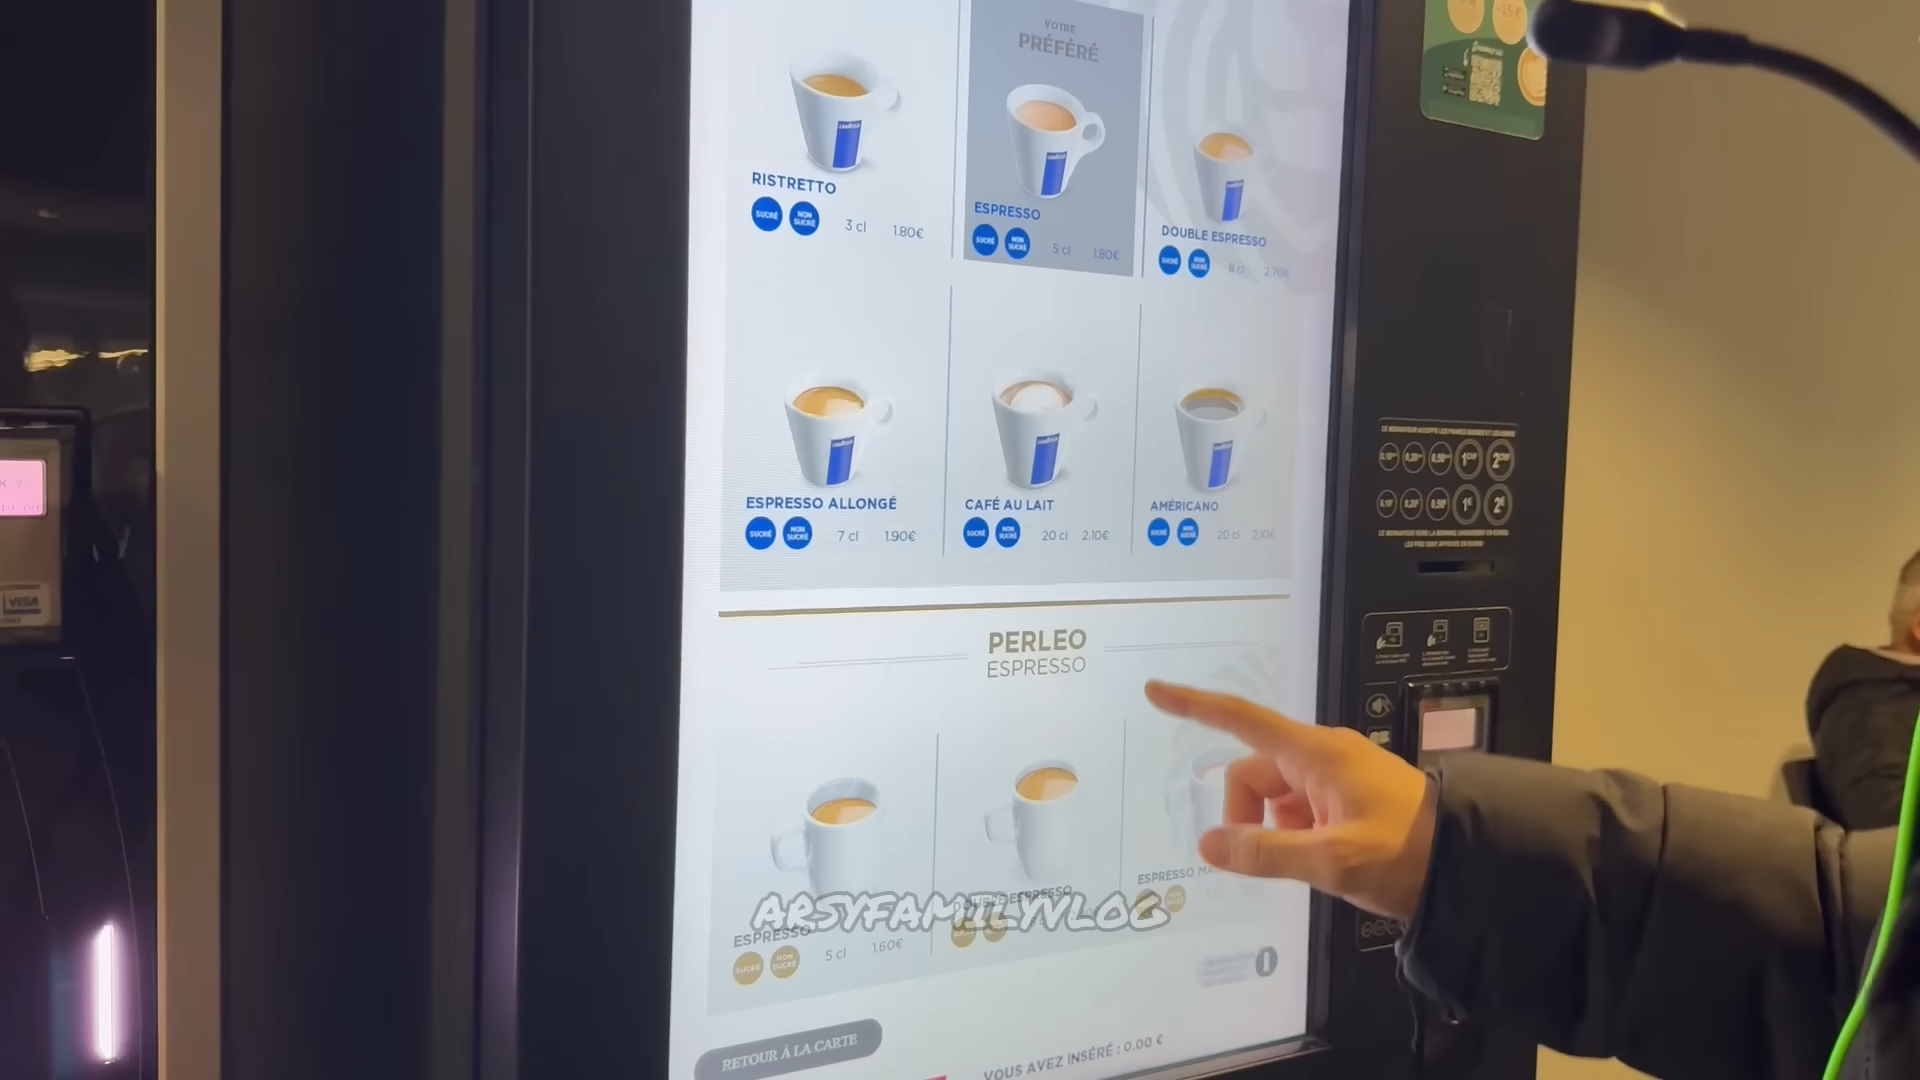 VOTRE
PRÉFÉRÉ
RISTRETTO
SUCRÉ NON SUCRÉ 3 cl 1.80€
ESPRESSO
SUCRÉ NON SUCRÉ 5 cl 1.80€
DOUBLE ESPRESSO
SUCRÉ NON SUCRÉ 8 cl 2.70€
ESPRESSO ALLONGÉ
SUCRÉ NON SUCRÉ 7 cl 1.90€
CAFÉ AU LAIT
SUCRÉ NON SUCRÉ 20 cl 2.10€
AMÉRICANO
SUCRÉ NON SUCRÉ 20 cl 2.10€
PERLEO
ESPRESSO
ESPRESSO
SUCRÉ NON SUCRÉ 5 cl 1.60€
DOUBLE ESPRESSO
ESPRESSO
ARSYFAMILYVLOG
RETOUR À LA CARTE
VOUS AVEZ INSÉRÉ : 0.00 €
VISA